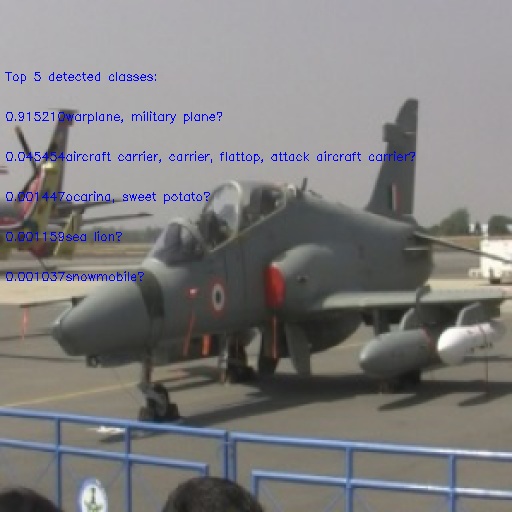 Top 5 detected classes:
0.915210warplane, military plane?
0.045454aircraft carrier, carrier, flattop, attack aircraft carrier?
0.001447ocarina, sweet potato?
0.001159sea lion?
0.001037snowmobile?